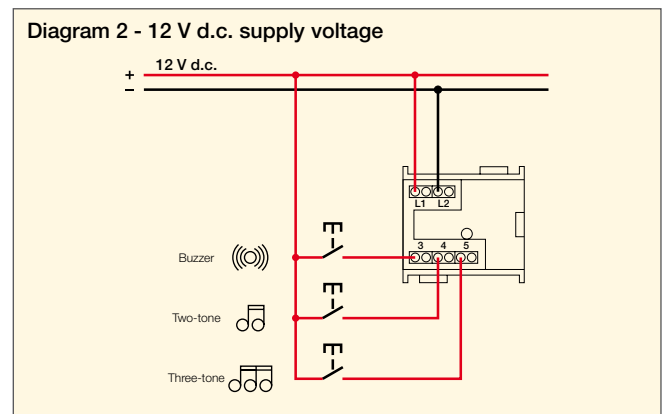 Diagram 2 - 12 V d.c. supply voltage
12 V d.c.
+
–
L1 L2
3 4 5
Buzzer
Two-tone
Three-tone